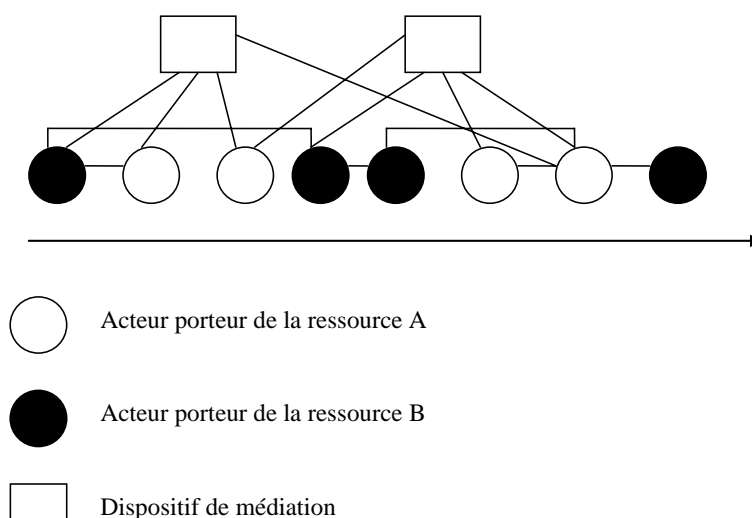 Acteur porteur de la ressource A
Acteur porteur de la ressource B
Dispositif de médiation